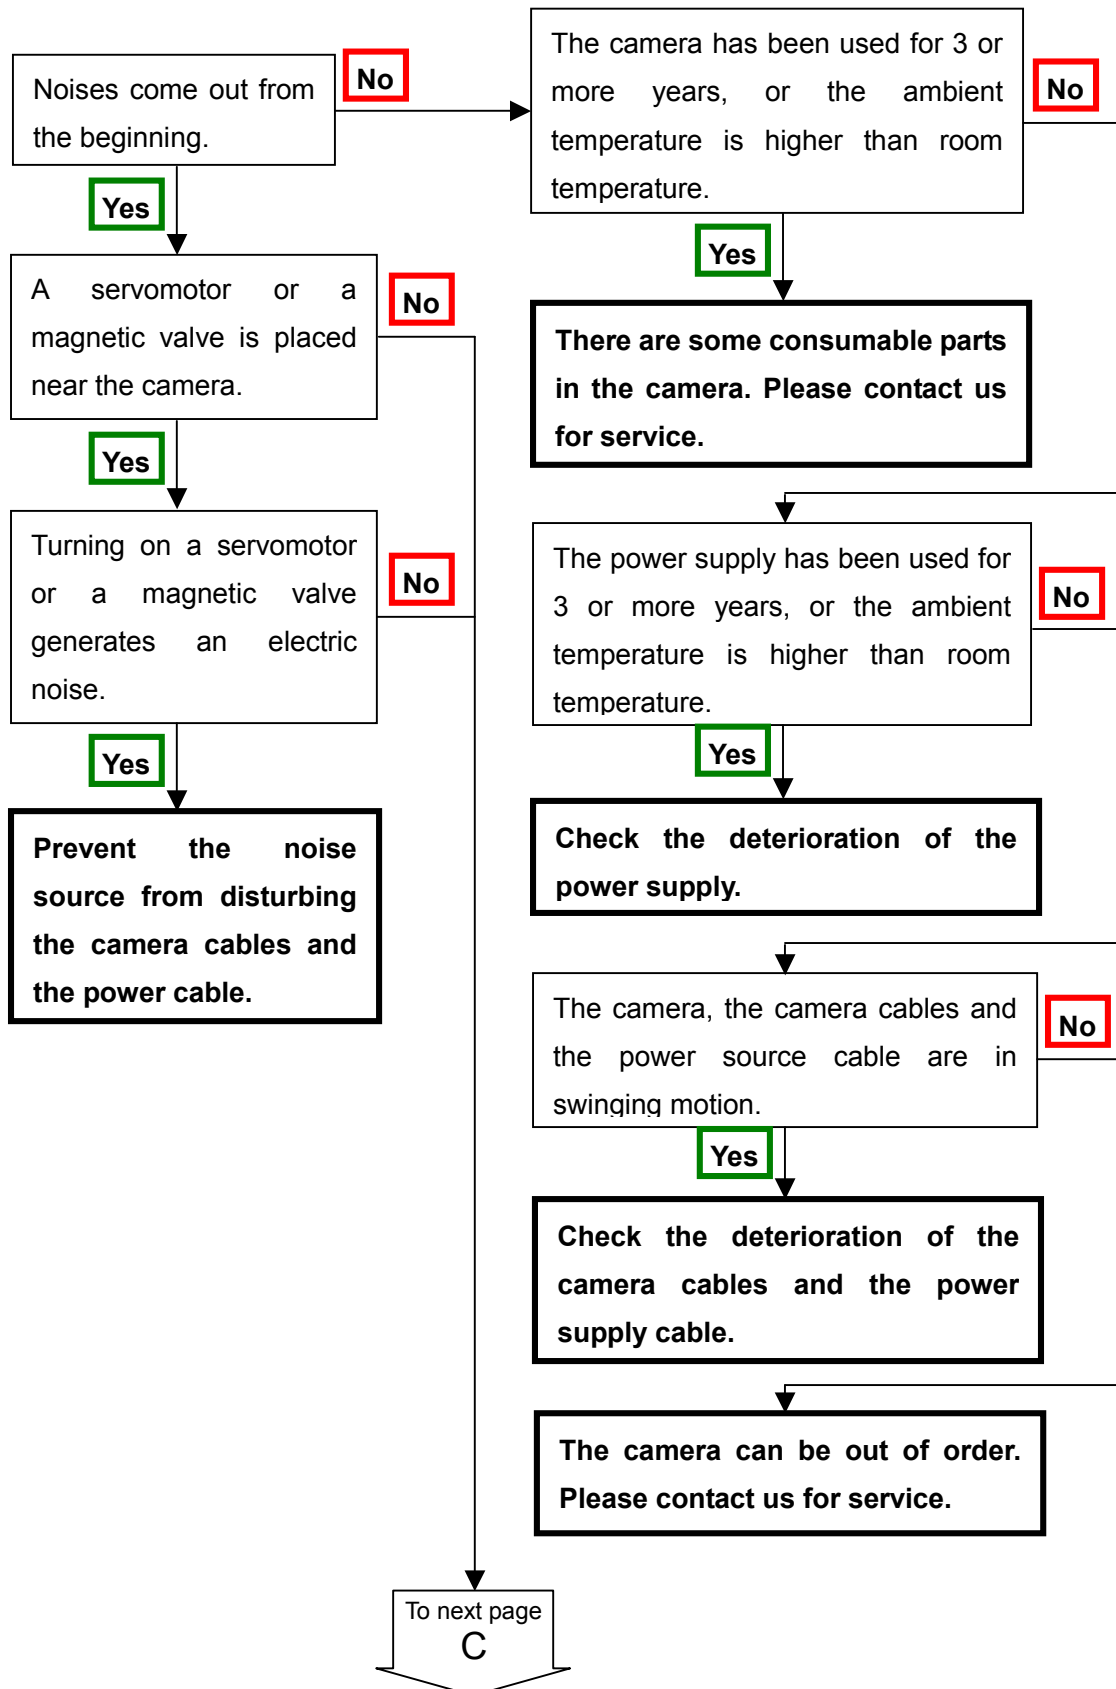 Noises come out from
the beginning.
No
Yes
A servomotor or a
magnetic valve is placed
near the camera.
No
Yes
Turning on a servomotor
or a magnetic valve
generates an electric
noise.
No
Yes
Prevent the noise
source from disturbing
the camera cables and
the power cable.
The camera has been used for 3 or
more years, or the ambient
temperature is higher than room
temperature.
No
Yes
There are some consumable parts
in the camera. Please contact us
for service.
The power supply has been used for
3 or more years, or the ambient
temperature is higher than room
temperature.
No
Yes
Check the deterioration of the
power supply.
The camera, the camera cables and
the power source cable are in
swinging motion.
No
Yes
Check the deterioration of the
camera cables and the power
supply cable.
The camera can be out of order.
Please contact us for service.
To next page
C